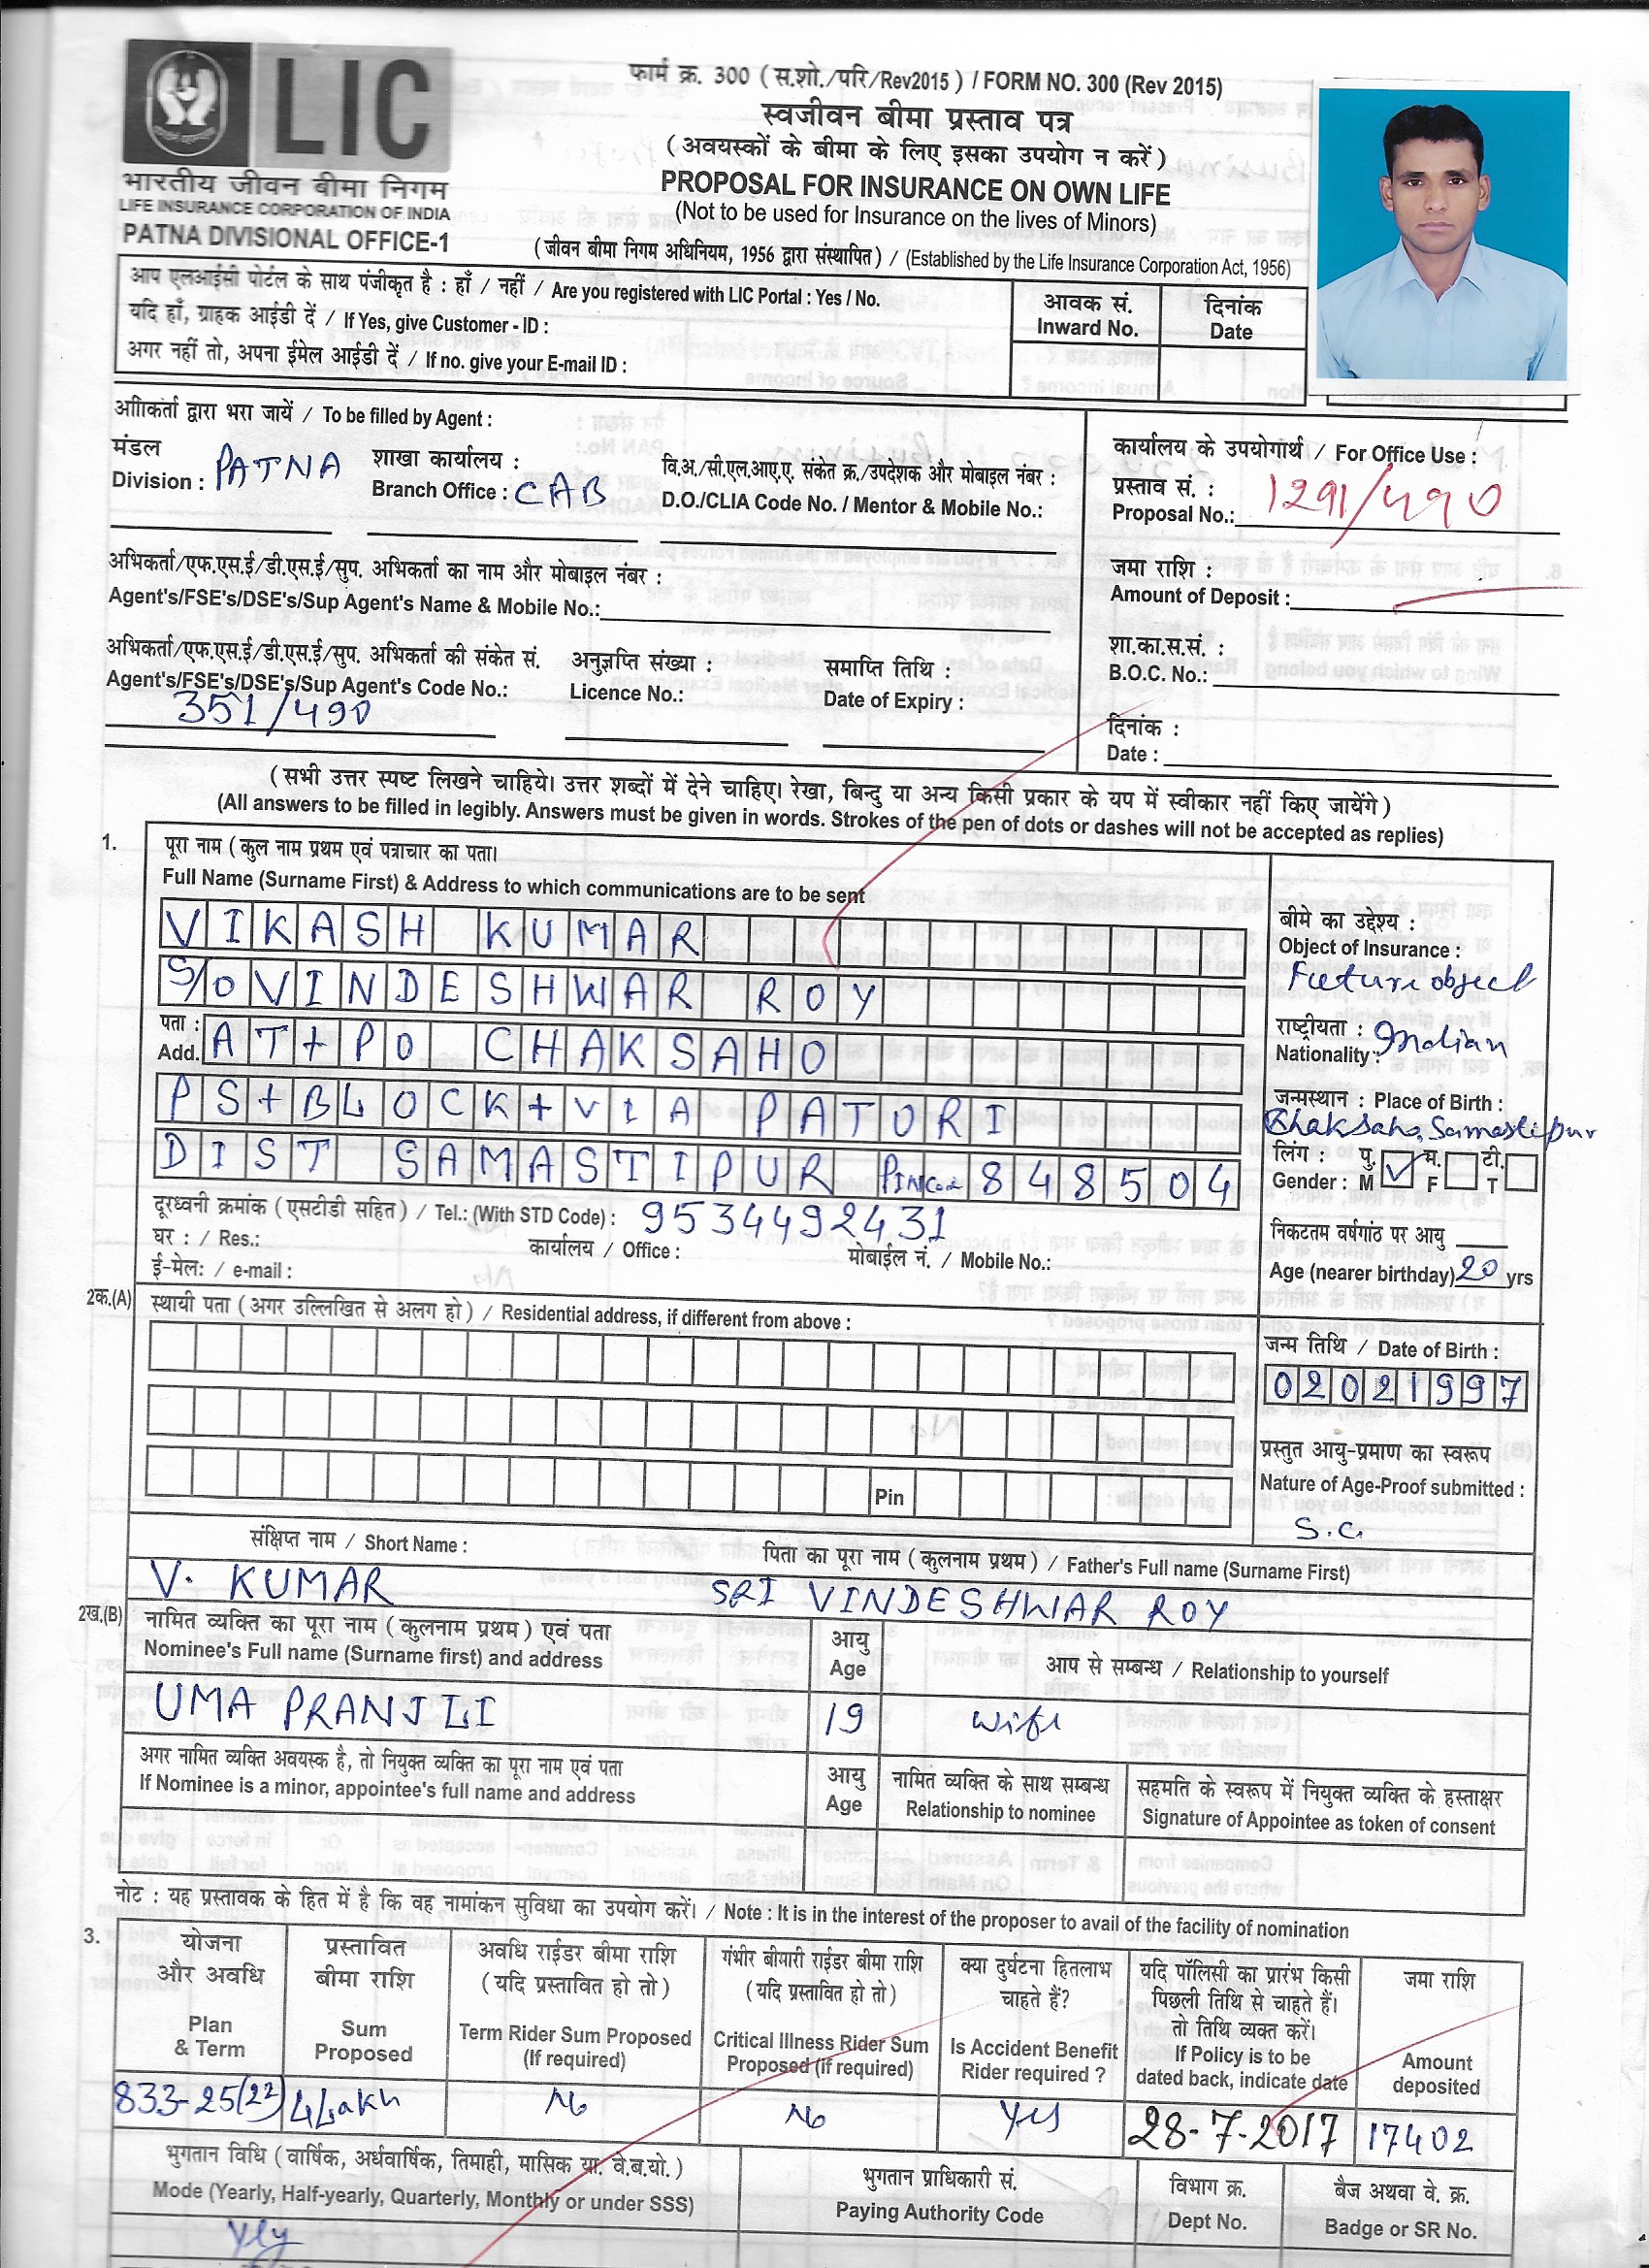 फार्म क्र. 300 ( स.शो./परि/Rev2015 ) / FORM NO. 300 (Rev 2015)
स्वजीवन बीमा प्रस्ताव पत्र
( अवयस्कों के बीमा के लिए इसका उपयोग न करें )
PROPOSAL FOR INSURANCE ON OWN LIFE
(Not to be used for Insurance on the lives of Minors)
( जीवन बीमा निगम अधिनियम, 1956 द्वारा संस्थापित ) / (Established by the Life Insurance Corporation Act, 1956)
LIC
भारतीय जीवन बीमा निगम
LIFE INSURANCE CORPORATION OF INDIA
PATNA DIVISIONAL OFFICE-1
आप एलआईसी पोर्टल के साथ पंजीकृत है : हाँ / नहीं / Are you registered with LIC Portal : Yes / No.
यदि हाँ, ग्राहक आईडी दें / If Yes, give Customer - ID :
अगर नहीं तो, अपना ईमेल आईडी दें / If no. give your E-mail ID :
आवक सं. दिनांक
Inward No. Date
अाीकर्ता द्वारा भरा जायें / To be filled by Agent :
मंडल शाखा कार्यालय : वि.अ./सी.एल.आए.ए. संकेत क्र./उपदेशक और मोबाइल नंबर :
Division : PATNA Branch Office : CAB D.O./CLIA Code No. / Mentor & Mobile No.:
अभिकर्ता/एफ.एस.ई/डी.एस.ई/सुप. अभिकर्ता का नाम और मोबाइल नंबर :
Agent's/FSE's/DSE's/Sup Agent's Name & Mobile No.:
अभिकर्ता/एफ.एस.ई/डी.एस.ई/सुप. अभिकर्ता की संकेत सं. अनुज्ञप्ति संख्या : समाप्ति तिथि :
Agent's/FSE's/DSE's/Sup Agent's Code No.: Licence No.: Date of Expiry :
351/490
कार्यालय के उपयोगार्थ / For Office Use :
प्रस्ताव सं. :
Proposal No.: 1291/490
जमा राशि :
Amount of Deposit :
शा.का.स.सं. :
B.O.C. No.:
दिनांक :
Date :
( सभी उत्तर स्पष्ट लिखने चाहिये। उत्तर शब्दों में देने चाहिए। रेखा, बिन्दु या अन्य किसी प्रकार के यप में स्वीकार नहीं किए जायेंगे )
(All answers to be filled in legibly. Answers must be given in words. Strokes of the pen of dots or dashes will not be accepted as replies)
1. पूरा नाम ( कुल नाम प्रथम एवं पत्राचार का पता।
Full Name (Surname First) & Address to which communications are to be sent
VIKASH KUMAR
S/O VINDESHWAR ROY
पता :
Add. AT + PO CHAKSAHO
PS + BLOCK + VIA PATORI
DIST SAMASTIPUR PINCode 848504
दूरध्वनी क्रमांक ( एसटीडी सहित ) / Tel.: (With STD Code) : 9534492431
घर : / Res.: कार्यालय / Office : मोबाईल नं. / Mobile No.:
ई-मेल: / e-mail :
बीमे का उद्देश्य :
Object of Insurance :
Future object
राष्ट्रीयता :
Nationality : Indian
जन्मस्थान : Place of Birth :
Chaksaho, Samastipur
लिंग : पु. म. टी.
Gender : M ✓ F T
निकटतम वर्षगांठ पर आयु
Age (nearer birthday) 20 yrs
2क.(A) स्थायी पता ( अगर उल्लिखित से अलग हो ) / Residential address, if different from above :
Pin
जन्म तिथि / Date of Birth :
02021997
प्रस्तुत आयु-प्रमाण का स्वरूप
Nature of Age-Proof submitted :
S.C.
संक्षिप्त नाम / Short Name : पिता का पूरा नाम ( कुलनाम प्रथम ) / Father's Full name (Surname First)
V. KUMAR SRI VINDESHWAR ROY
2ख.(B) नामित व्यक्ति का पूरा नाम ( कुलनाम प्रथम ) एवं पता आयु आप से सम्बन्ध / Relationship to yourself
Nominee's Full name (Surname first) and address Age
UMA PRANJLI 19 wife
अगर नामित व्यक्ति अवयस्क है, तो नियुक्त व्यक्ति का पूरा नाम एवं पता आयु नामित व्यक्ति के साथ सम्बन्ध सहमति के स्वरूप में नियुक्त व्यक्ति के हस्ताक्षर
If Nominee is a minor, appointee's full name and address Age Relationship to nominee Signature of Appointee as token of consent
नोट : यह प्रस्तावक के हित में है कि वह नामांकन सुविधा का उपयोग करें। / Note : It is in the interest of the proposer to avail of the facility of nomination
3. योजना और अवधि प्रस्तावित बीमा राशि अवधि राईडर बीमा राशि ( यदि प्रस्तावित हो तो ) गंभीर बीमारी राईडर बीमा राशि ( यदि प्रस्तावित हो तो ) क्या दुर्घटना हितलाभ चाहते हैं? यदि पॉलिसी का प्रारंभ किसी पिछली तिथि से चाहते हैं। तो तिथि व्यक्त करें। जमा राशि
Plan & Term Sum Proposed Term Rider Sum Proposed (If required) Critical Illness Rider Sum Proposed (if required) Is Accident Benefit Rider required ? If Policy is to be dated back, indicate date Amount deposited
833-25(22) 4 Lakh No No Yes 28-7-2017 17402
भुगतान विधि ( वार्षिक, अर्धवार्षिक, तिमाही, मासिक या. वे.ब.यो. ) भुगतान प्राधिकारी सं. विभाग क्र. बैज अथवा वे. क्र.
Mode (Yearly, Half-yearly, Quarterly, Monthly or under SSS) Paying Authority Code Dept No. Badge or SR No.
Yly